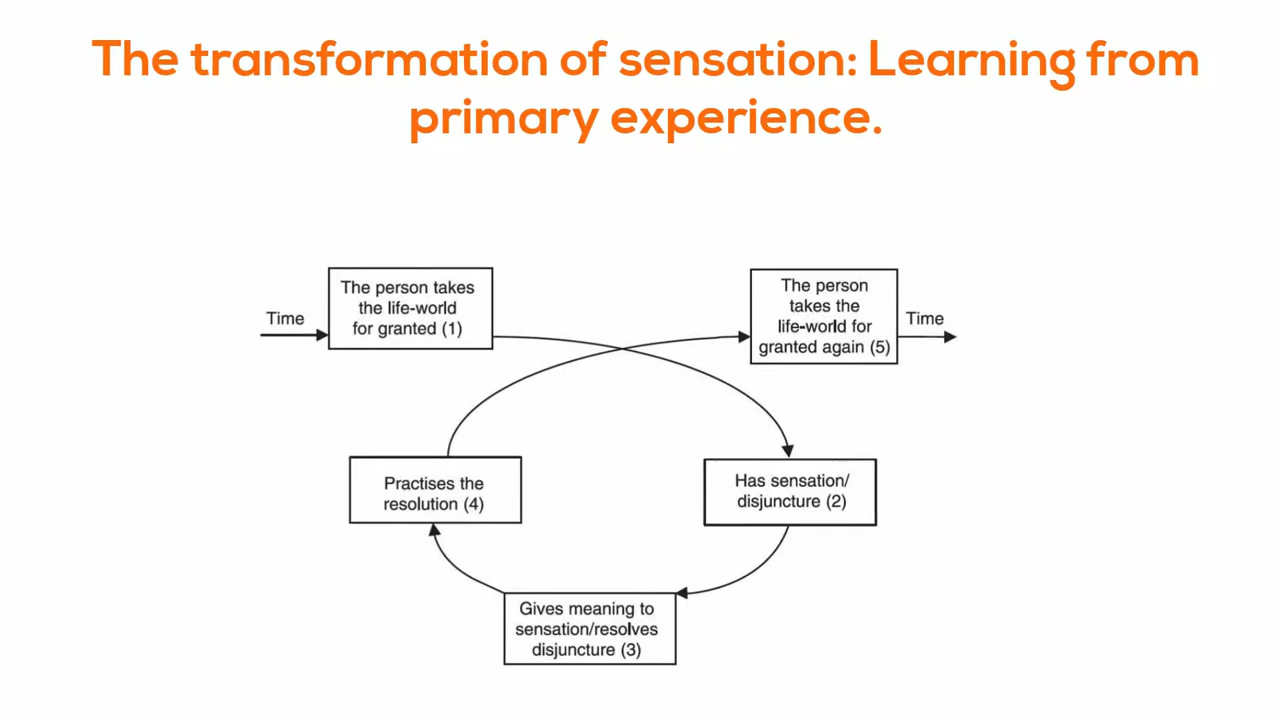 The transformation of sensation: Learning from
primary experience.
Time
The person takes
the life-world
for granted (1)
The person
takes the
life-world for
granted again (5)
Time
Practises the
resolution (4)
Has sensation/
disjuncture (2)
Gives meaning to
sensation/resolves
disjuncture (3)